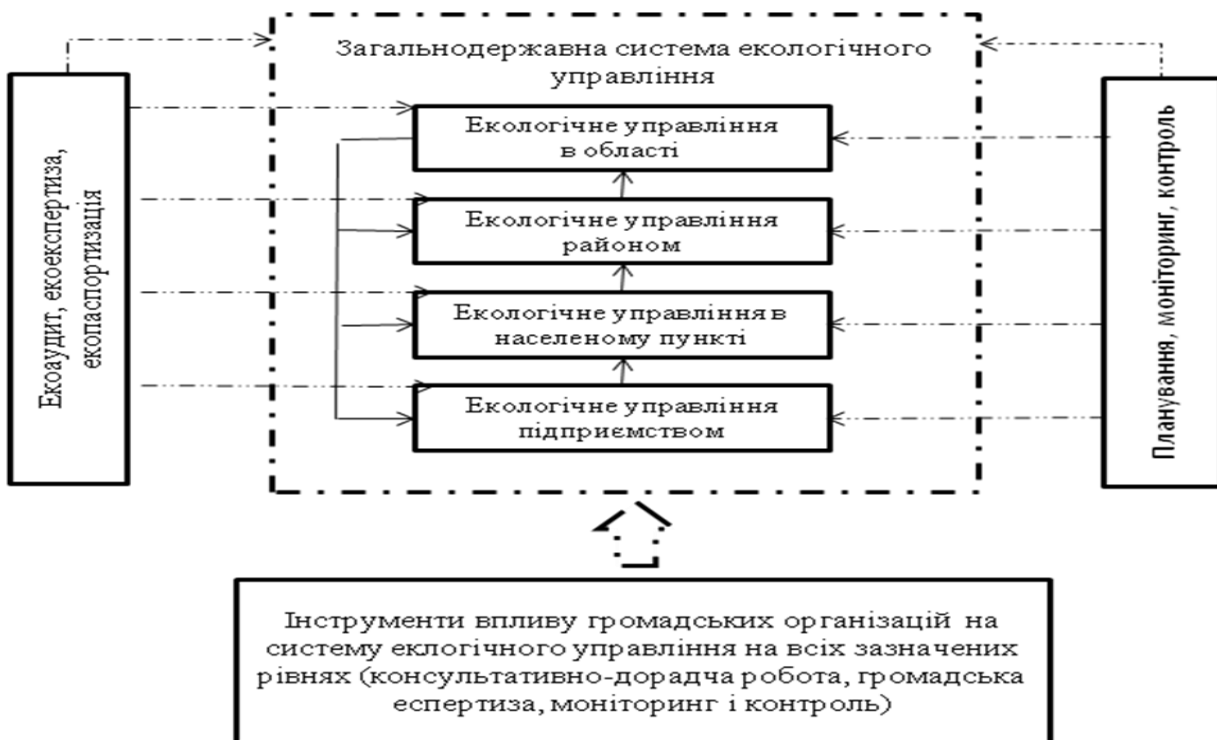 Загальнодержавна система екологічного
управління
Екоаудит, екоекспертиза,
екопаспортизація
Екологічне управління
в області
Екологічне управління
районом
Екологічне управління в
населеному пункті
Екологічне управління
підприємством
Планування, моніторинг, контроль
Інструменти впливу громадських організацій на
систему еклогічного управління на всіх зазначених
рівнях (консультативно-дорадча робота, громадська
еспертиза, моніторинг і контроль)